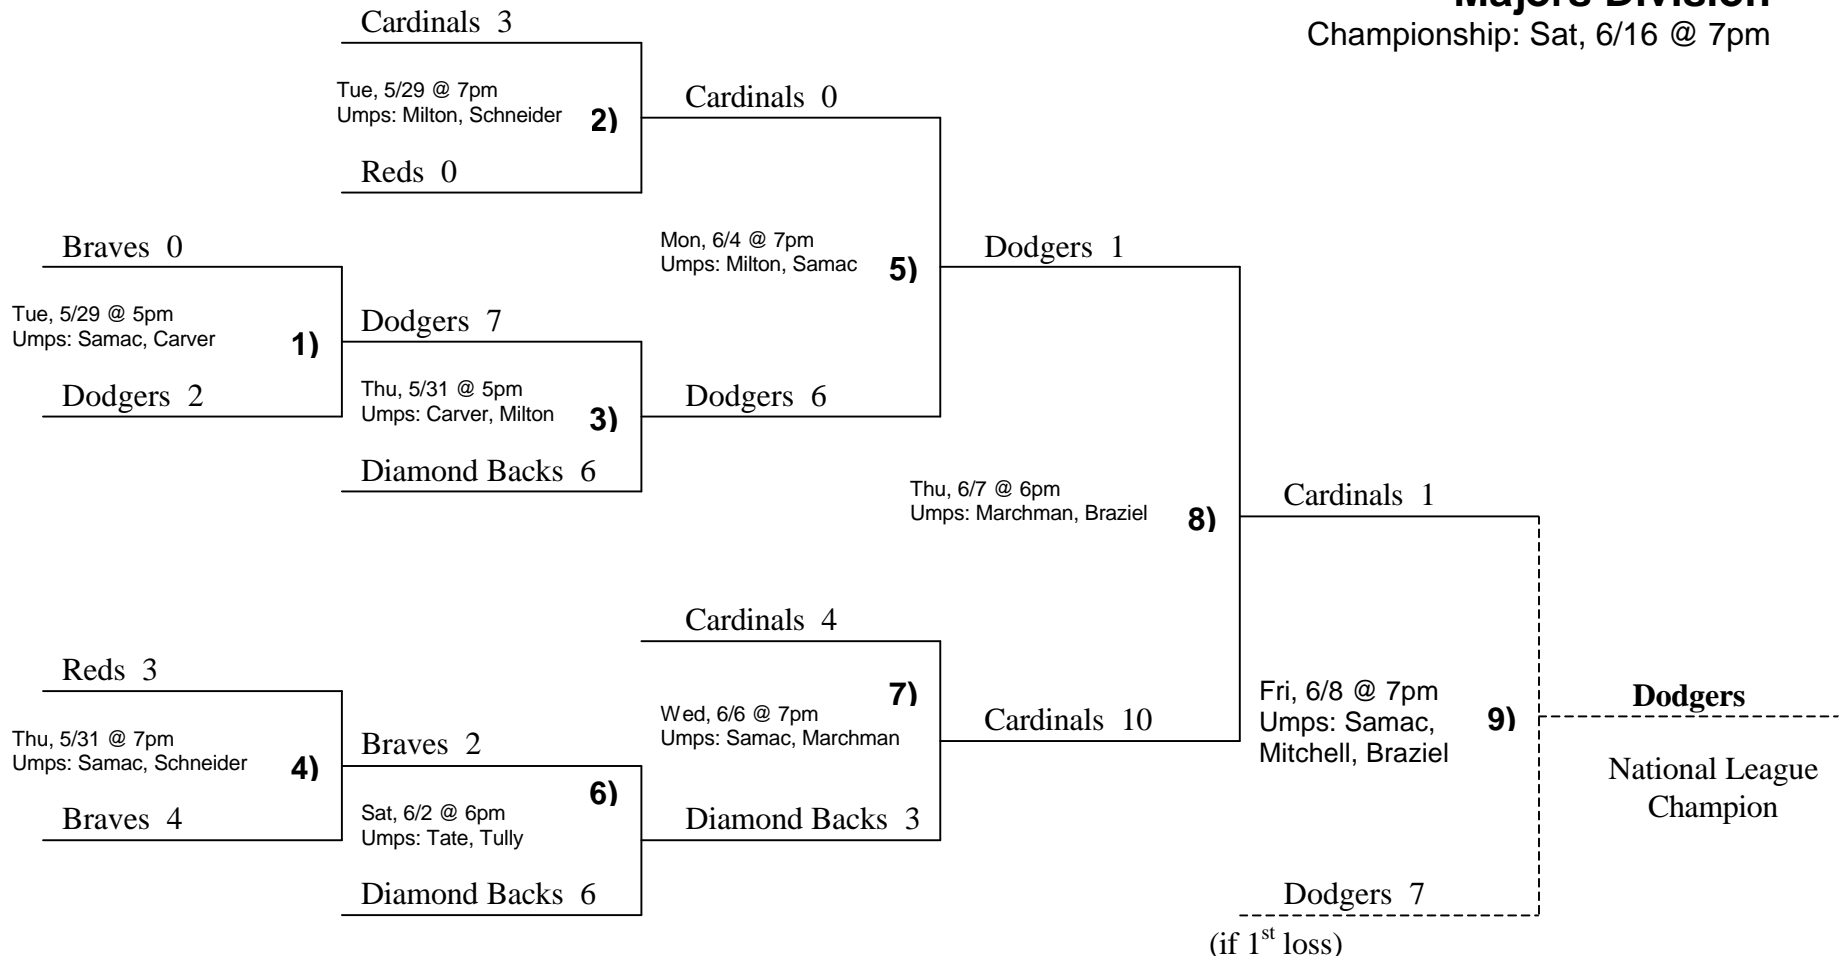 Majors Division
Championship: Sat, 6/16 @ 7pm
Cardinals 3
Tue, 5/29 @ 7pm
Umps: Milton, Schneider
2)
Reds 0
Cardinals 0
Braves 0
Tue, 5/29 @ 5pm
Umps: Samac, Carver
1)
Dodgers 2
Dodgers 7
Thu, 5/31 @ 5pm
Umps: Carver, Milton
3)
Diamond Backs 6
Mon, 6/4 @ 7pm
Umps: Milton, Samac
5)
Dodgers 6
Dodgers 1
Thu, 6/7 @ 6pm
Umps: Marchman, Braziel
8)
Cardinals 1
Reds 3
Thu, 5/31 @ 7pm
Umps: Samac, Schneider
4)
Braves 4
Braves 2
6)
Sat, 6/2 @ 6pm
Umps: Tate, Tully
Diamond Backs 6
Cardinals 4
7)
Wed, 6/6 @ 7pm
Umps: Samac, Marchman
Diamond Backs 3
Cardinals 10
Fri, 6/8 @ 7pm
Umps: Samac,
Mitchell, Braziel
9)
Dodgers 7
(if 1st loss)
Dodgers
National League
Champion